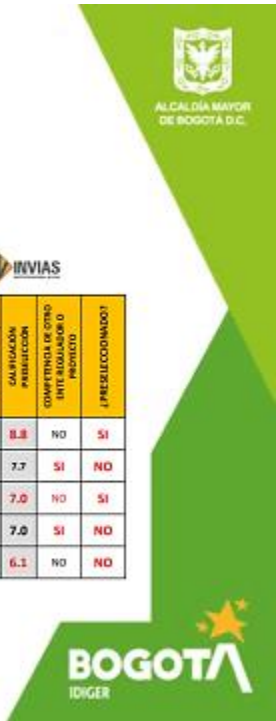 ALCALDÍA MAYOR
DE BOGOTÁ D.C.
INVIAS
CALIFICACIÓN
PRESELECCIÓN
COMPETENCIA DE OTRO
ENTE REGULADOR O
PROYECTO
¿PRESELECCIONADO?
8.8 NO SI
7.7 SI NO
7.0 NO SI
7.0 SI NO
6.1 NO NO
BOGOTÁ
IDIGER